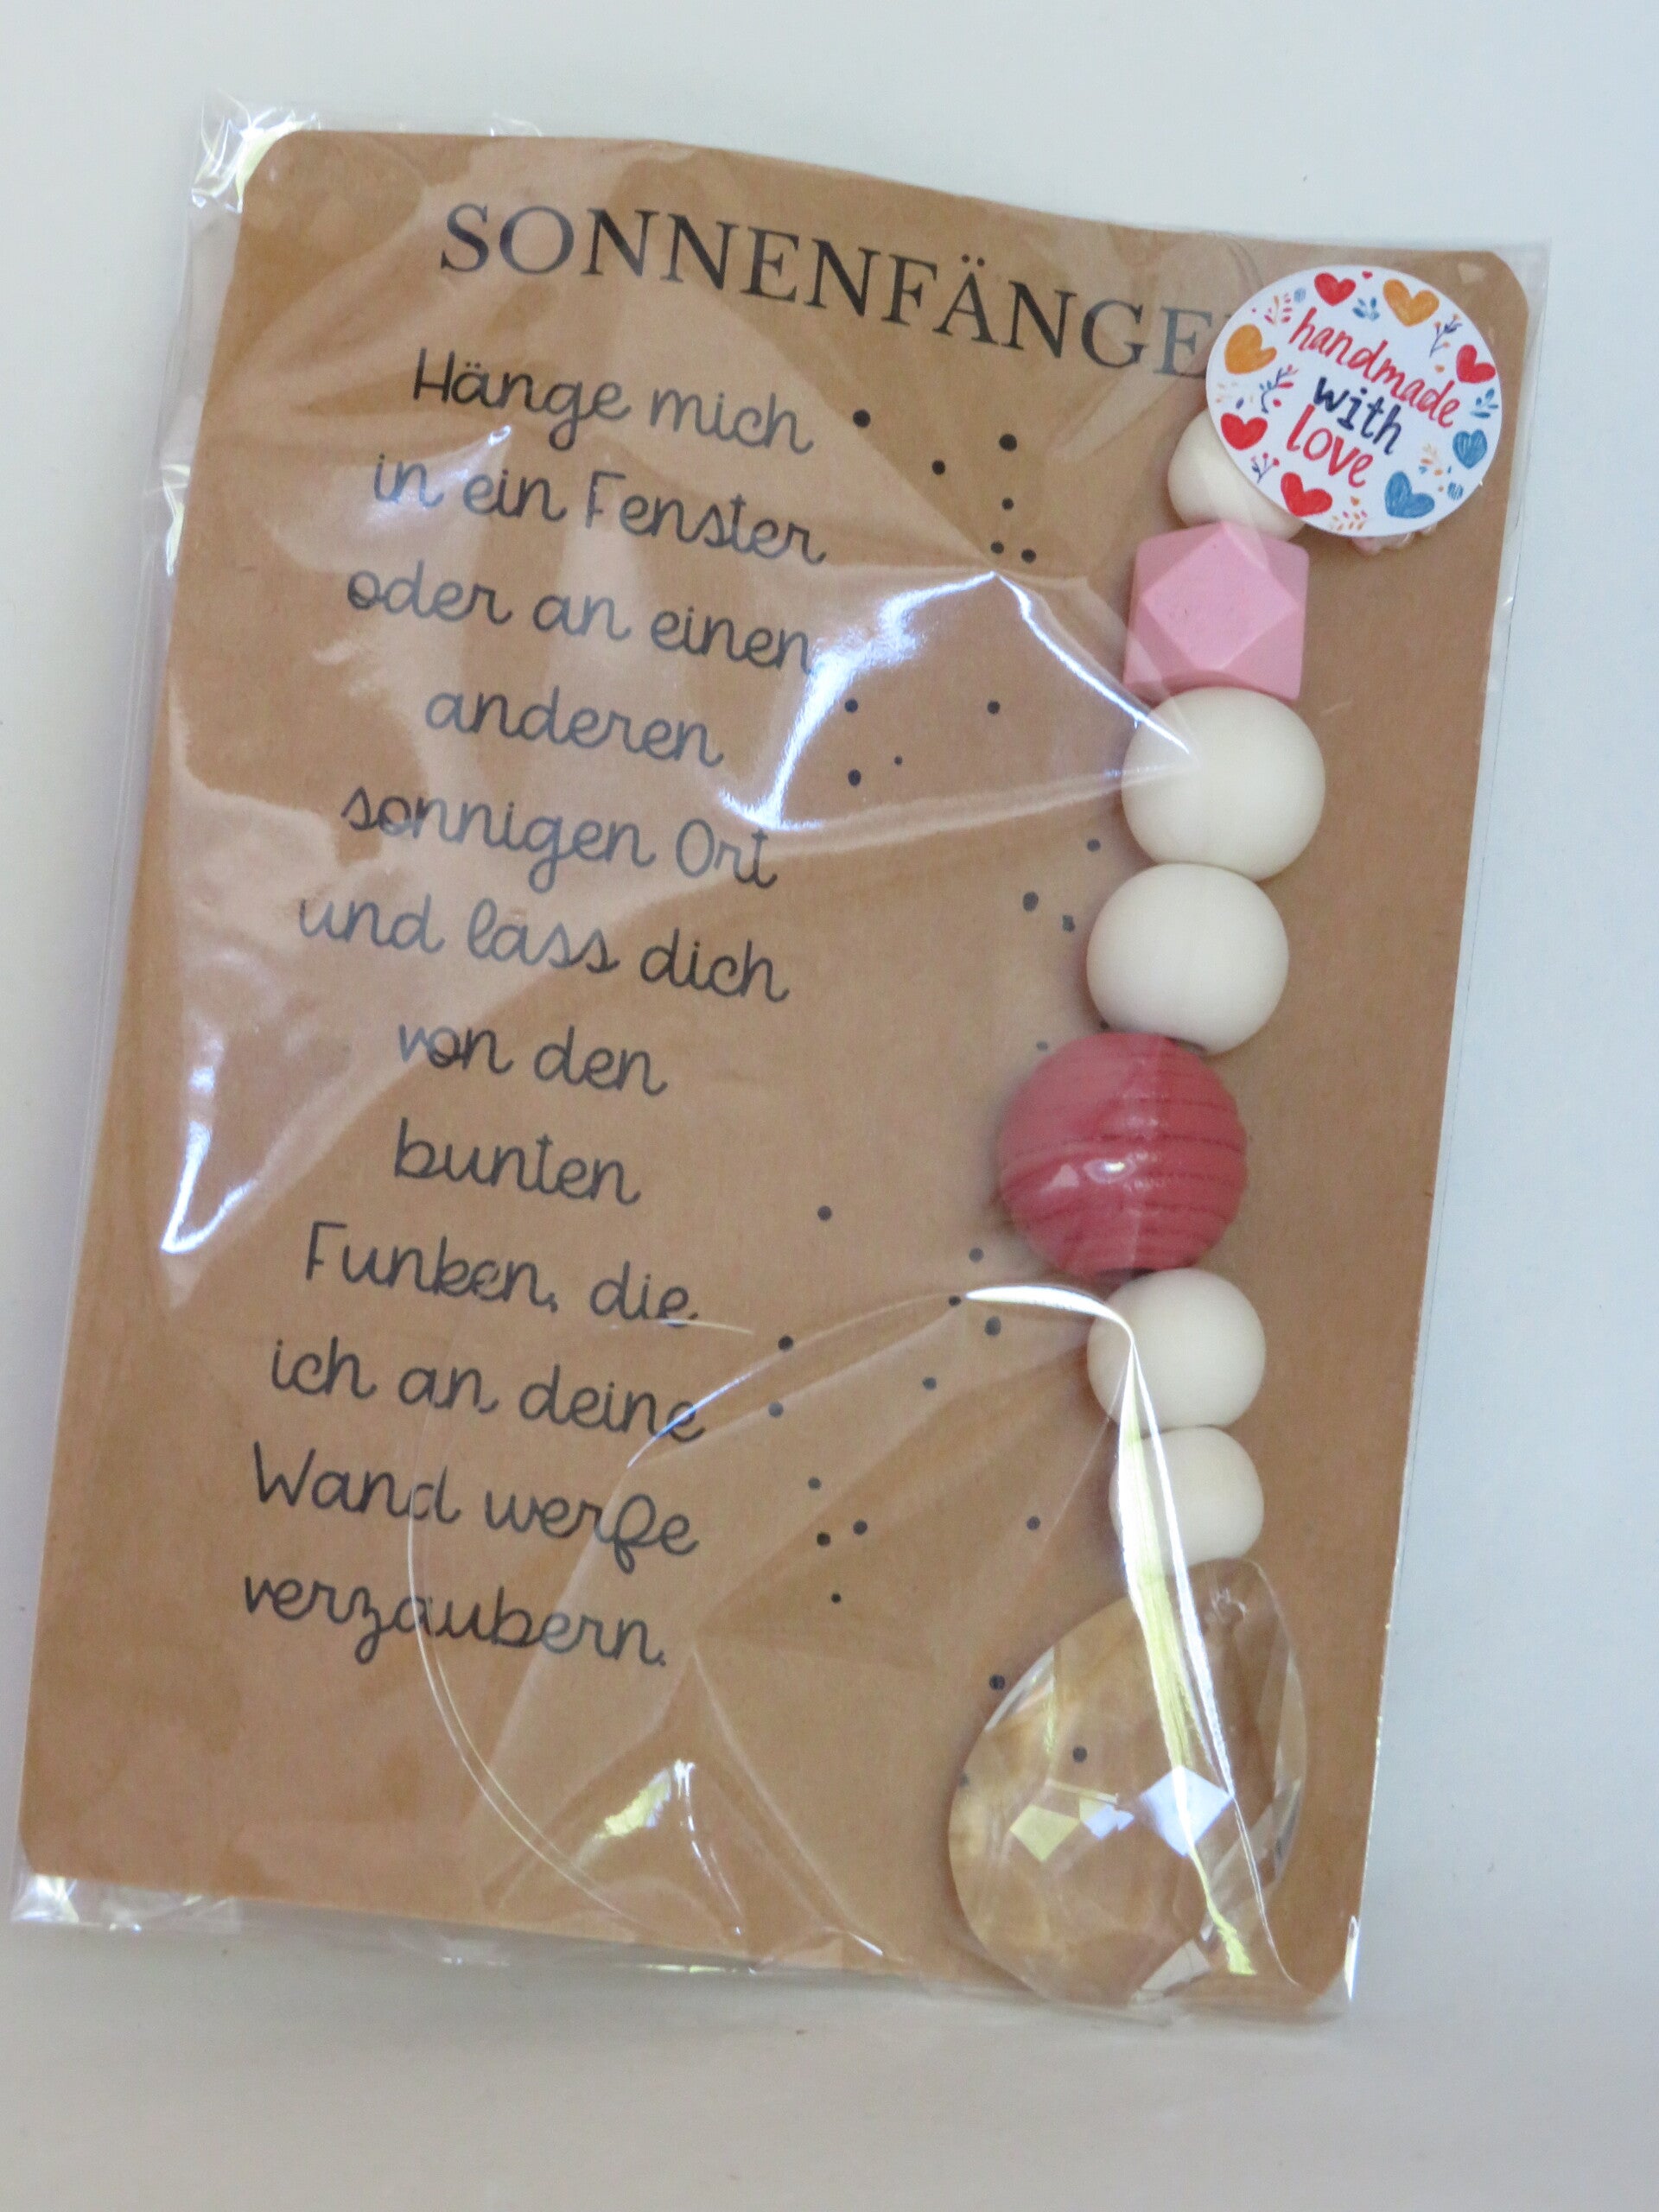 SONNENFÄNGE
handmade
with
love
Hänge mich
in ein Fenster
oder an einen
anderen
sonnigen Ort
und lass dich
von den
bunten
Funken, die
ich an deine
Wand werfe
verzaubern.